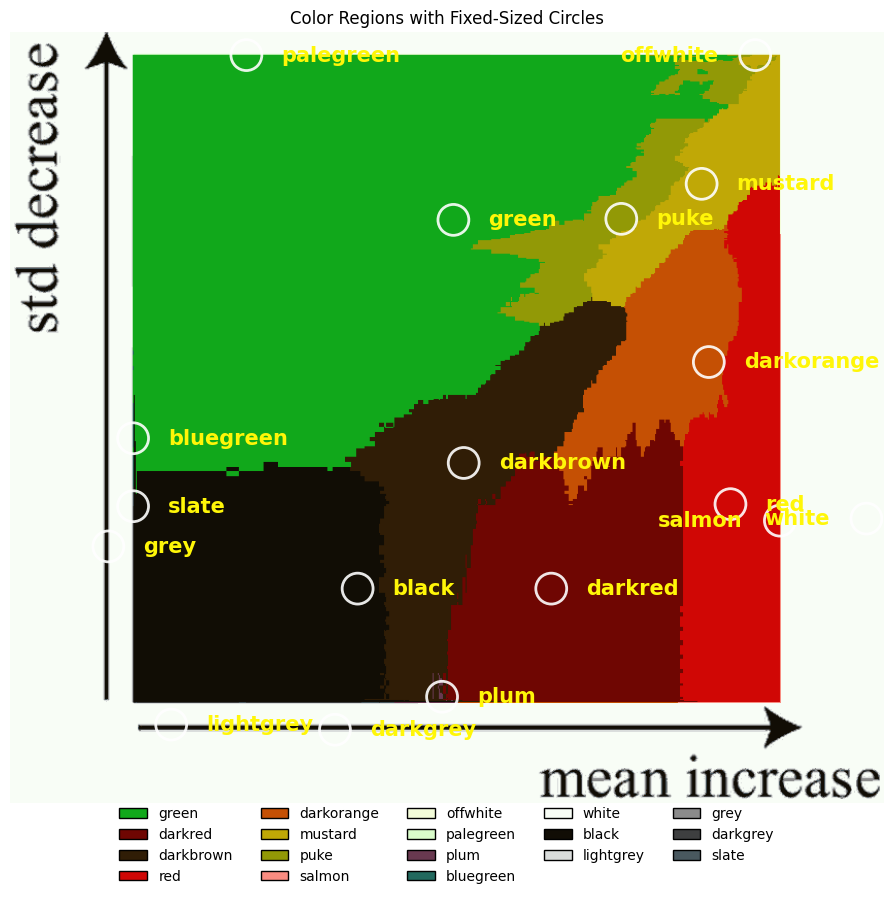 Color Regions with Fixed-Sized Circles
std decrease
palegreen
offwhite
mustard
green
puke
darkorange
bluegreen
darkbrown
slate
red
salmon
white
grey
black
darkred
plum
lightgrey
darkgrey
mean increase
green
darkorange
offwhite
white
grey
darkred
mustard
palegreen
black
darkgrey
darkbrown
puke
plum
lightgrey
slate
red
salmon
bluegreen